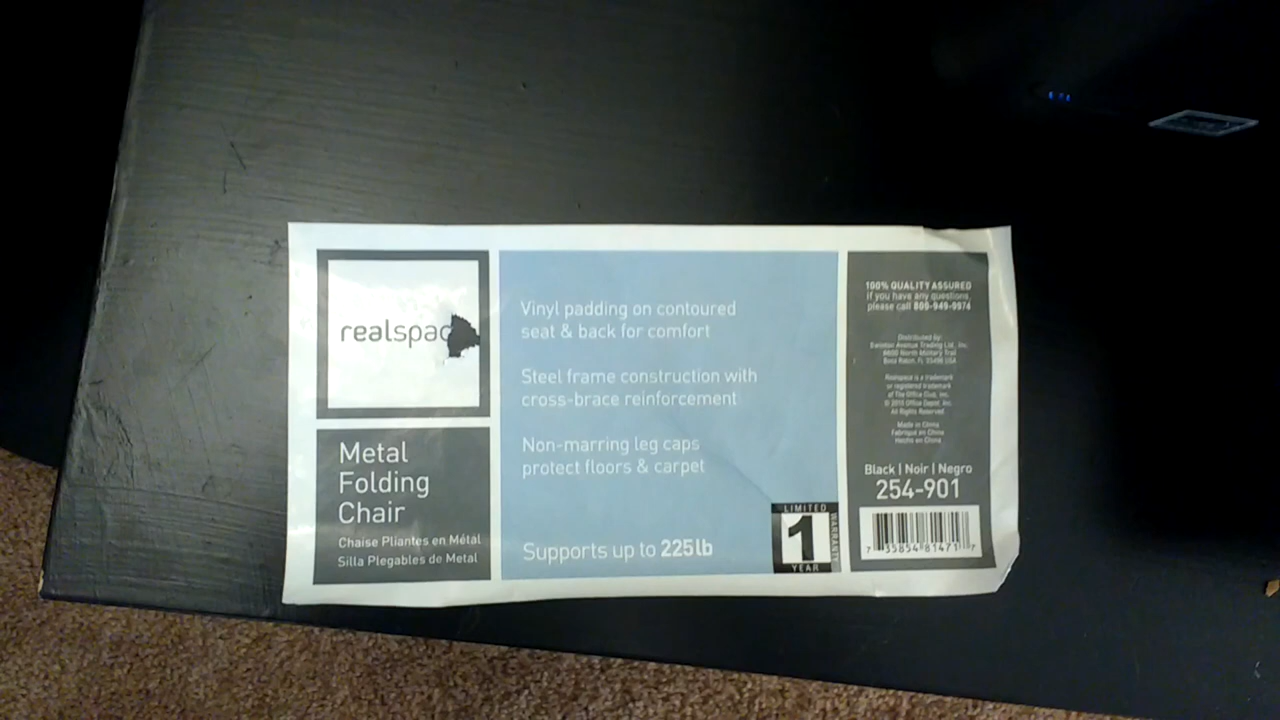 realspac
Metal
Folding
Chair
Chaise Pliantes en Métal
Silla Plegables de Metal
Vinyl padding on contoured
seat & back for comfort
Steel frame construction with
cross-brace reinforcement
Non-marring leg caps
protect floors & carpet
Supports up to 225lb
LIMITED
1
YEAR
WARRANTY
100% QUALITY ASSURED
If you have any questions,
please call 800-949-9974
Distributed by:
Swinton Avenue Trading Ltd., Inc.
6600 North Military Trail
Boca Raton, FL 33496 USA
Realspace is a trademark
or registered trademark
of The Office Club, Inc.
© 2015 Office Depot, Inc.
All Rights Reserved.
Made in China
Fabriqué en Chine
Hecho en China
Black | Noir | Negro
254-901
7 35854 81471 7